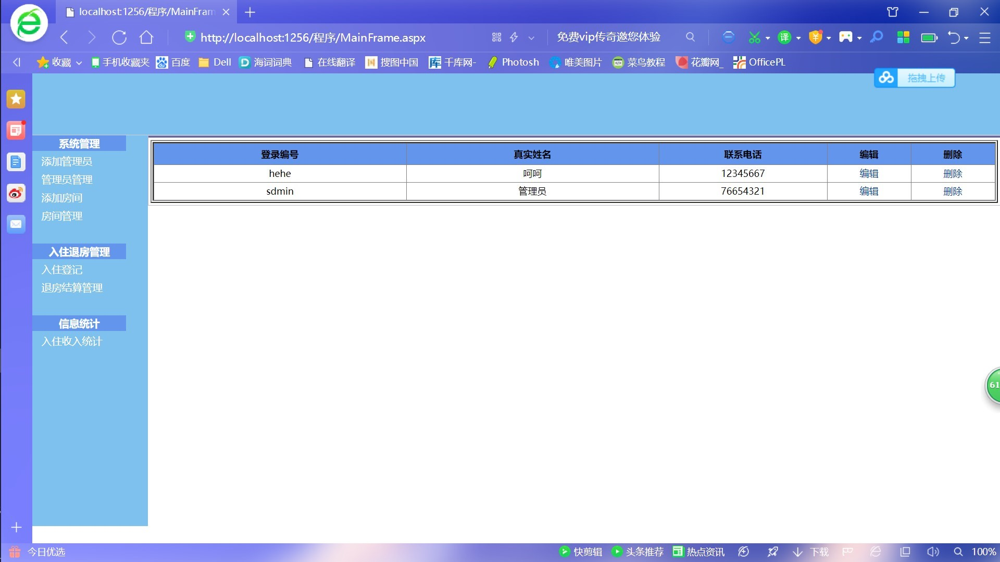 localhost:1256/程序/MainFram
http://localhost:1256/程序/MainFrame.aspx
免费vip传奇邀您体验
译
收藏
手机收藏夹
百度
Dell
海词词典
在线翻译
搜图中国
千库网-
Photosh
唯美图片
菜鸟教程
花瓣网_
OfficePL
拖拽上传
系统管理
添加管理员
管理员管理
添加房间
房间管理
入住退房管理
入住登记
退房结算管理
信息统计
入住收入统计
登录编号 真实姓名 联系电话 编辑 删除
hehe 呵呵 12345667 编辑 删除
sdmin 管理员 76654321 编辑 删除
61
今日优选
快剪辑
头条推荐
热点资讯
下载
100%